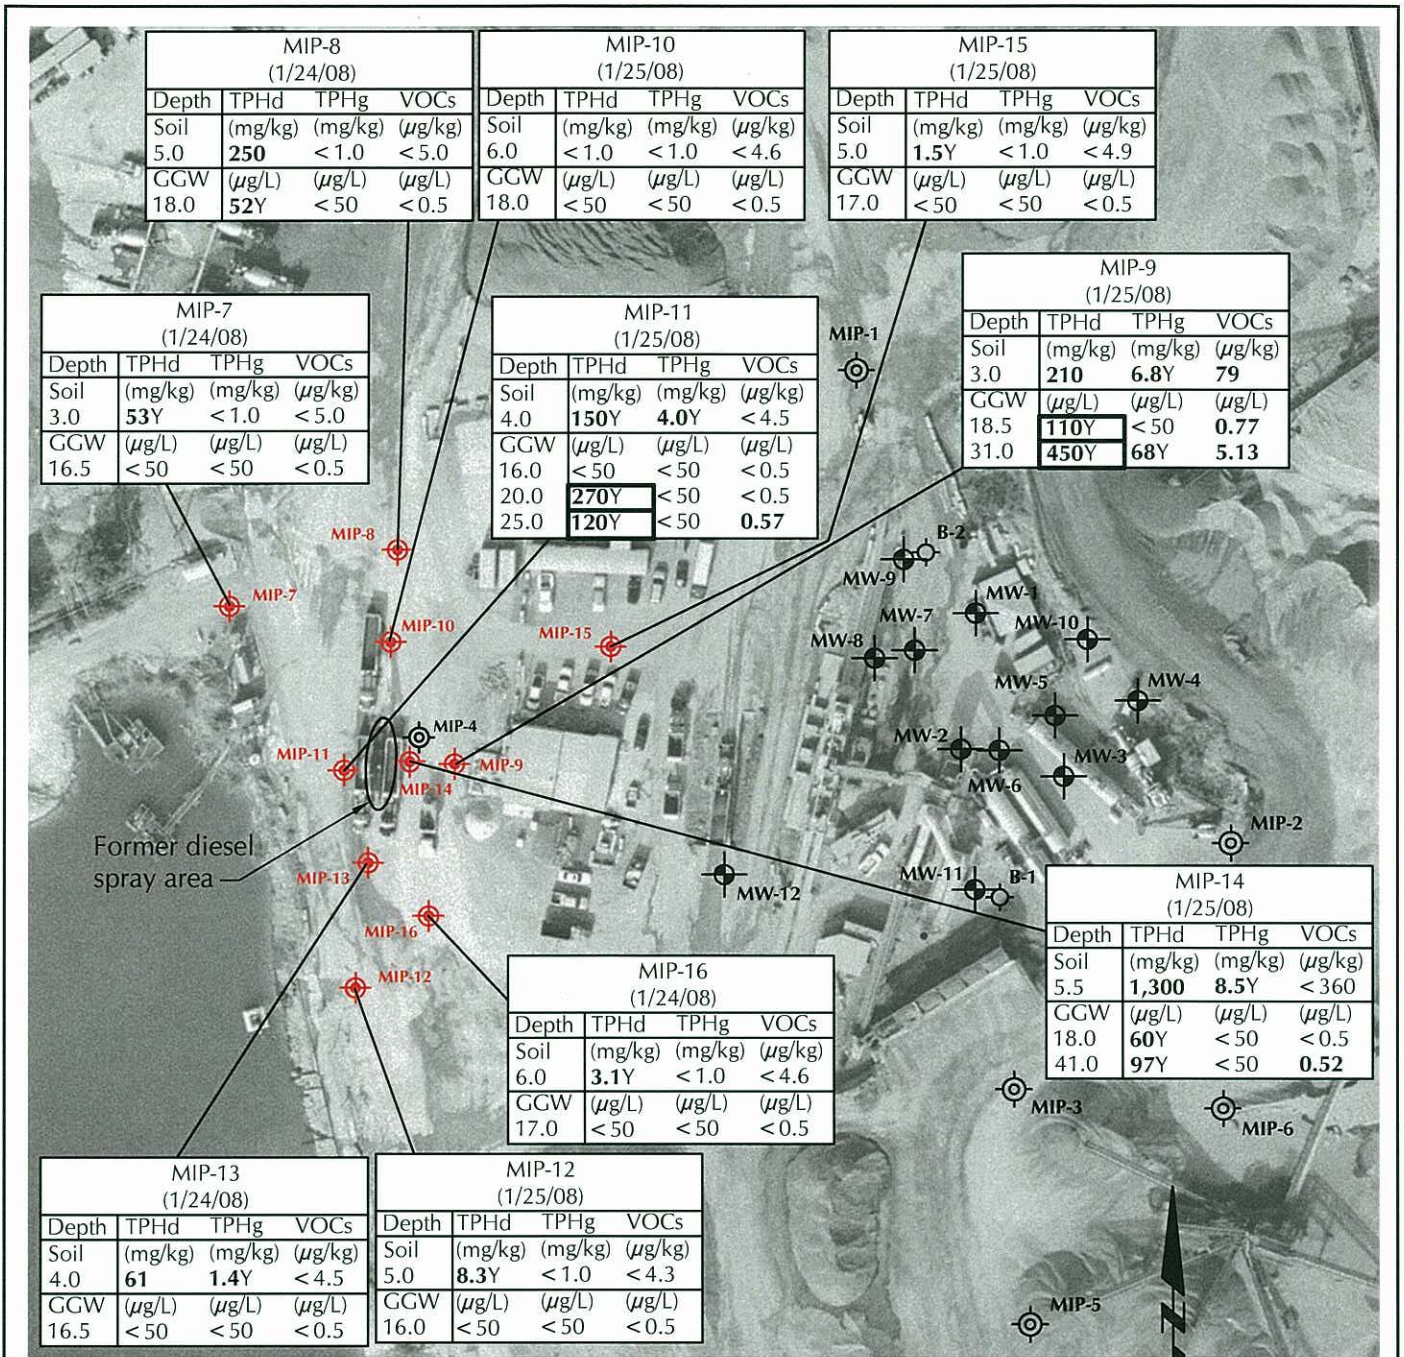 MIP-8
(1/24/08)
Depth TPHd TPHg VOCs
Soil (mg/kg) (mg/kg) (µg/kg)
5.0 250 <1.0 <5.0
GGW (µg/L) (µg/L) (µg/L)
18.0 52Y <50 <0.5
MIP-10
(1/25/08)
Depth TPHd TPHg VOCs
Soil (mg/kg) (mg/kg) (µg/kg)
6.0 <1.0 <1.0 <4.6
GGW (µg/L) (µg/L) (µg/L)
18.0 <50 <50 <0.5
MIP-15
(1/25/08)
Depth TPHd TPHg VOCs
Soil (mg/kg) (mg/kg) (µg/kg)
5.0 1.5Y <1.0 <4.9
GGW (µg/L) (µg/L) (µg/L)
17.0 <50 <50 <0.5
MIP-7
(1/24/08)
Depth TPHd TPHg VOCs
Soil (mg/kg) (mg/kg) (µg/kg)
3.0 53Y <1.0 <5.0
GGW (µg/L) (µg/L) (µg/L)
16.5 <50 <50 <0.5
MIP-11
(1/25/08)
Depth TPHd TPHg VOCs
Soil (mg/kg) (mg/kg) (µg/kg)
4.0 150Y 4.0Y <4.5
GGW (µg/L) (µg/L) (µg/L)
16.0 <50 <50 <0.5
20.0 270Y <50 <0.5
25.0 120Y <50 0.57
MIP-1
MIP-9
(1/25/08)
Depth TPHd TPHg VOCs
Soil (mg/kg) (mg/kg) (µg/kg)
3.0 210 6.8Y 79
GGW (µg/L) (µg/L) (µg/L)
18.5 110Y <50 0.77
31.0 450Y 68Y 5.13
MIP-8
B-2
MW-9
MIP-7
MW-1
MIP-10
MIP-15
MW-7
MW-10
MW-8
MW-5
MW-4
MIP-4
MW-2
MIP-11
MIP-9
MW-3
MIP-14
MW-6
MIP-2
Former diesel
spray area
MIP-13
MW-12
MW-11
B-1
MIP-16
MIP-12
MIP-14
(1/25/08)
Depth TPHd TPHg VOCs
Soil (mg/kg) (mg/kg) (µg/kg)
5.5 1,300 8.5Y <360
GGW (µg/L) (µg/L) (µg/L)
18.0 60Y <50 <0.5
41.0 97Y <50 0.52
MIP-16
(1/24/08)
Depth TPHd TPHg VOCs
Soil (mg/kg) (mg/kg) (µg/kg)
6.0 3.1Y <1.0 <4.6
GGW (µg/L) (µg/L) (µg/L)
17.0 <50 <50 <0.5
MIP-3
MIP-6
MIP-13
(1/24/08)
Depth TPHd TPHg VOCs
Soil (mg/kg) (mg/kg) (µg/kg)
4.0 61 1.4Y <4.5
GGW (µg/L) (µg/L) (µg/L)
16.5 <50 <50 <0.5
MIP-12
(1/25/08)
Depth TPHd TPHg VOCs
Soil (mg/kg) (mg/kg) (µg/kg)
5.0 8.3Y <1.0 <4.3
GGW (µg/L) (µg/L) (µg/L)
16.0 <50 <50 <0.5
MIP-5
N